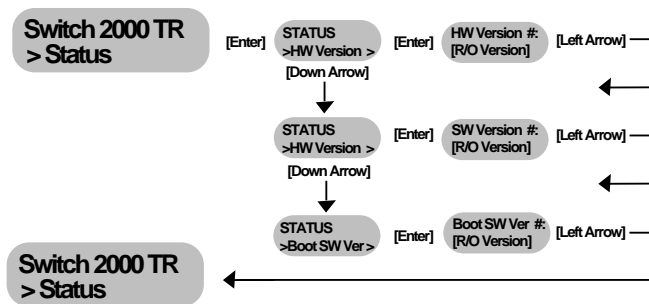 Switch 2000 TR
> Status
[Enter]
STATUS
>HW Version >
[Enter]
HW Version #:
[R/O Version]
[Left Arrow]
[Down Arrow]
STATUS
>HW Version >
[Enter]
SW Version #:
[R/O Version]
[Left Arrow]
[Down Arrow]
STATUS
>Boot SW Ver >
[Enter]
Boot SW Ver #:
[R/O Version]
[Left Arrow]
Switch 2000 TR
> Status